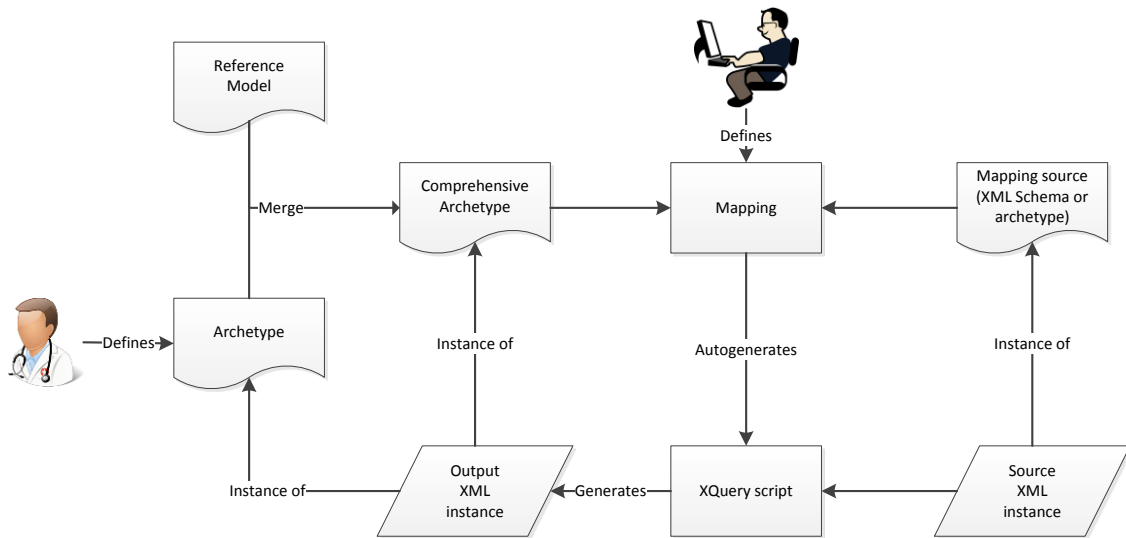 Reference
Model
Defines
Merge
Comprehensive
Archetype
Mapping
Mapping source
(XML Schema or
archetype)
Defines
Archetype
Instance of
Autogenerates
Instance of
Instance of
Output
XML
instance
Generates
XQuery script
Source
XML
instance